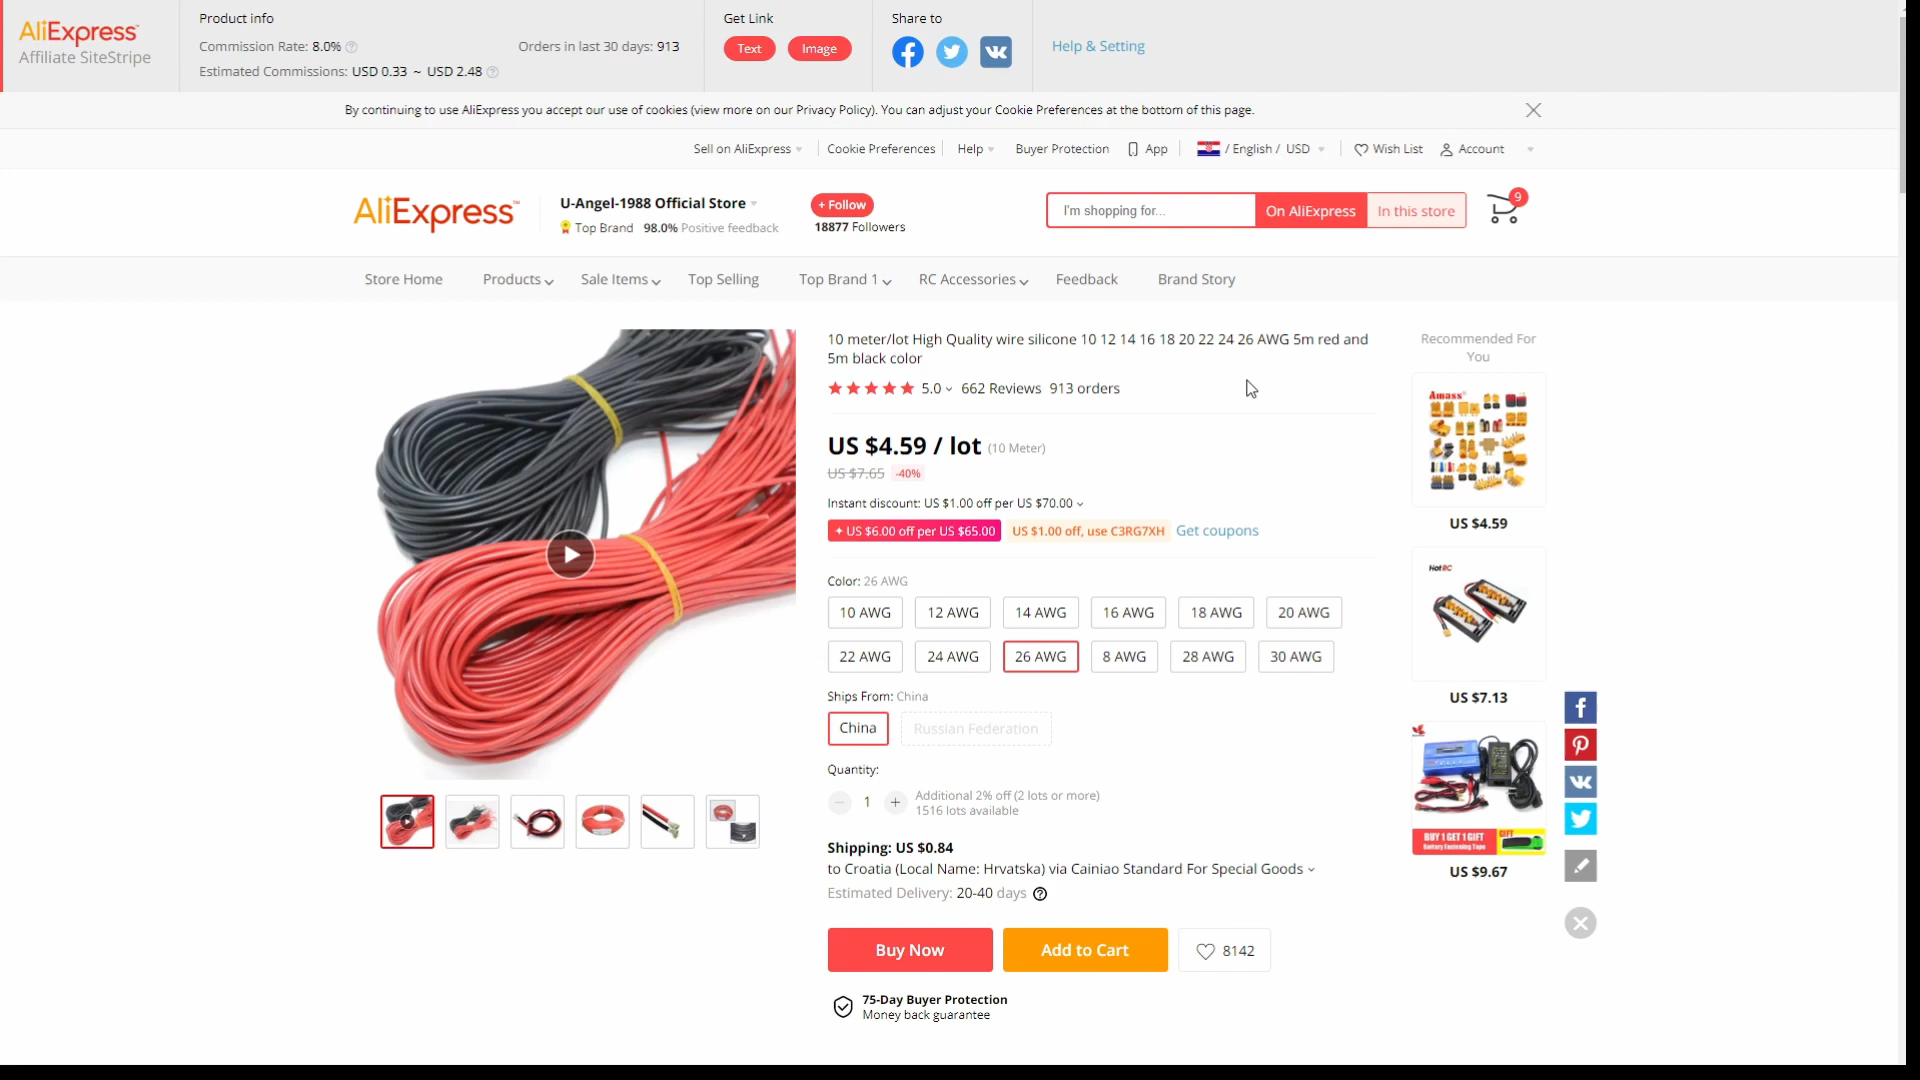 AliExpress™
Affiliate SiteStripe
Product info
Commission Rate: 8.0%
Orders in last 30 days: 913
Estimated Commissions: USD 0.33 ~ USD 2.48
Get Link
Text
Image
Share to
Help & Setting
By continuing to use AliExpress you accept our use of cookies (view more on our Privacy Policy). You can adjust your Cookie Preferences at the bottom of this page.
Sell on AliExpress
Cookie Preferences
Help
Buyer Protection
App
/ English / USD
Wish List
Account
AliExpress™
U-Angel-1988 Official Store
Top Brand 98.0% Positive feedback
+ Follow
18877 Followers
I'm shopping for...
On AliExpress
In this store
9
Store Home
Products
Sale Items
Top Selling
Top Brand 1
RC Accessories
Feedback
Brand Story
10 meter/lot High Quality wire silicone 10 12 14 16 18 20 22 24 26 AWG 5m red and
5m black color
5.0 662 Reviews 913 orders
US $4.59 / lot (10 Meter)
US $7.65 -40%
Instant discount: US $1.00 off per US $70.00
US $6.00 off per US $65.00
US $1.00 off, use C3RG7XH
Get coupons
Color: 26 AWG
10 AWG
12 AWG
14 AWG
16 AWG
18 AWG
20 AWG
22 AWG
24 AWG
26 AWG
8 AWG
28 AWG
30 AWG
Ships From: China
China
Russian Federation
Quantity:
1
Additional 2% off (2 lots or more)
1516 lots available
Shipping: US $0.84
to Croatia (Local Name: Hrvatska) via Cainiao Standard For Special Goods
Estimated Delivery: 20-40 days
Buy Now
Add to Cart
8142
75-Day Buyer Protection
Money back guarantee
Recommended For
You
Amass
US $4.59
HotRC
US $7.13
BUY 1 GET 1 GIFT
Battery Fastening Tape
GIFT
US $9.67